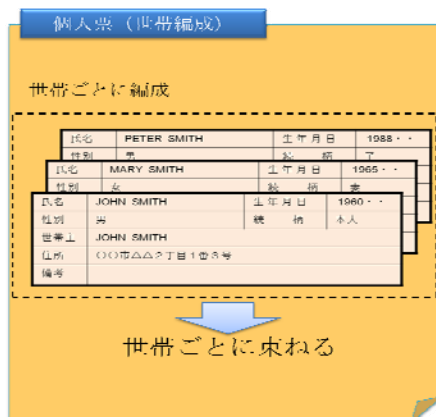 個人票（世帯編成）
世帯ごとに編成
氏名 PETER SMITH 生年月日 1988・・
性別 男 続柄 子
氏名 MARY SMITH 生年月日 1965・・
性別 女 続柄 妻
氏名 JOHN SMITH 生年月日 1960・・
性別 男 続柄 本人
世帯主 JOHN SMITH
住所 〇〇市△△2丁目1番3号
備考
世帯ごとに束ねる